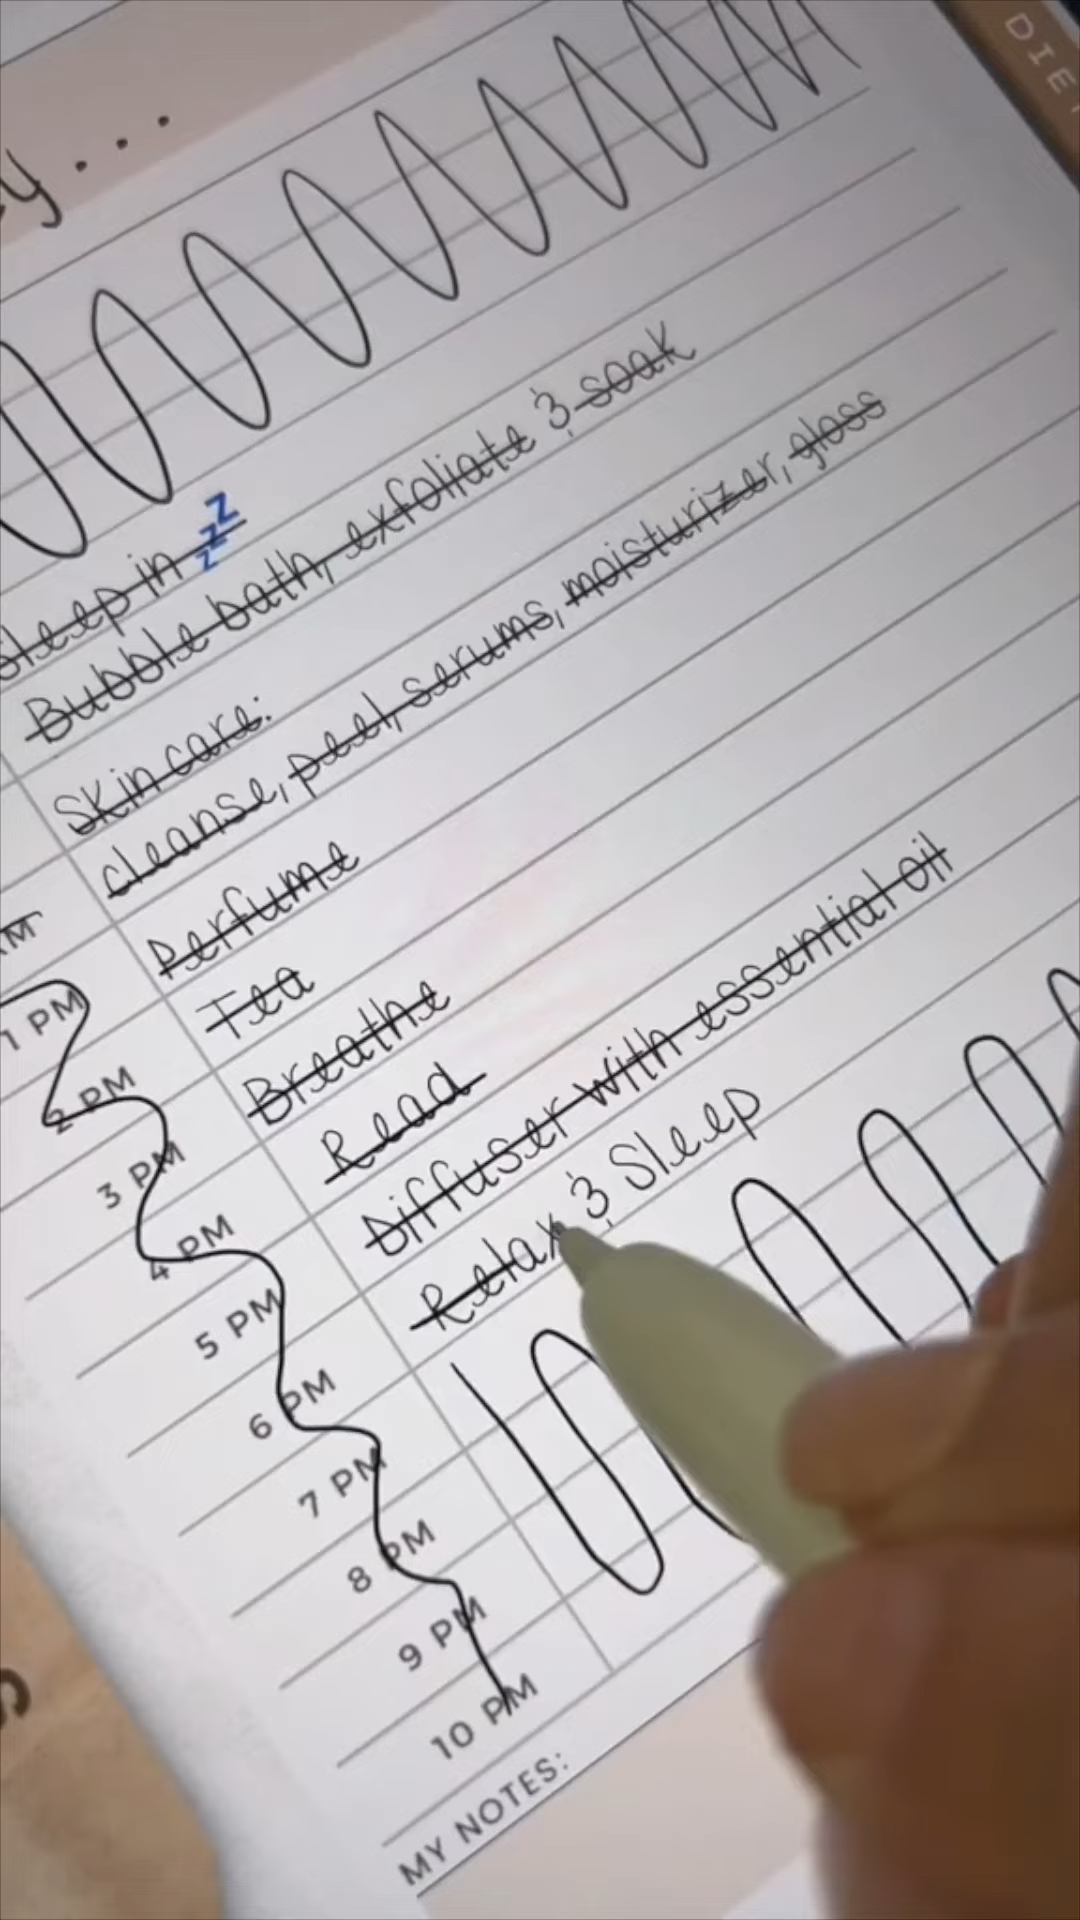 DIE
y...
Sleep in zzz
Bubble bath, exfoliate & soak
Skin care:
cleanse, peel, serums, moisturizer, gloss
Perfume
Tea
Breathe
Read
Diffuser with essential oil
Relax & Sleep
1 PM
2 PM
3 PM
4 PM
5 PM
6 PM
7 PM
8 PM
9 PM
10 PM
MY NOTES: